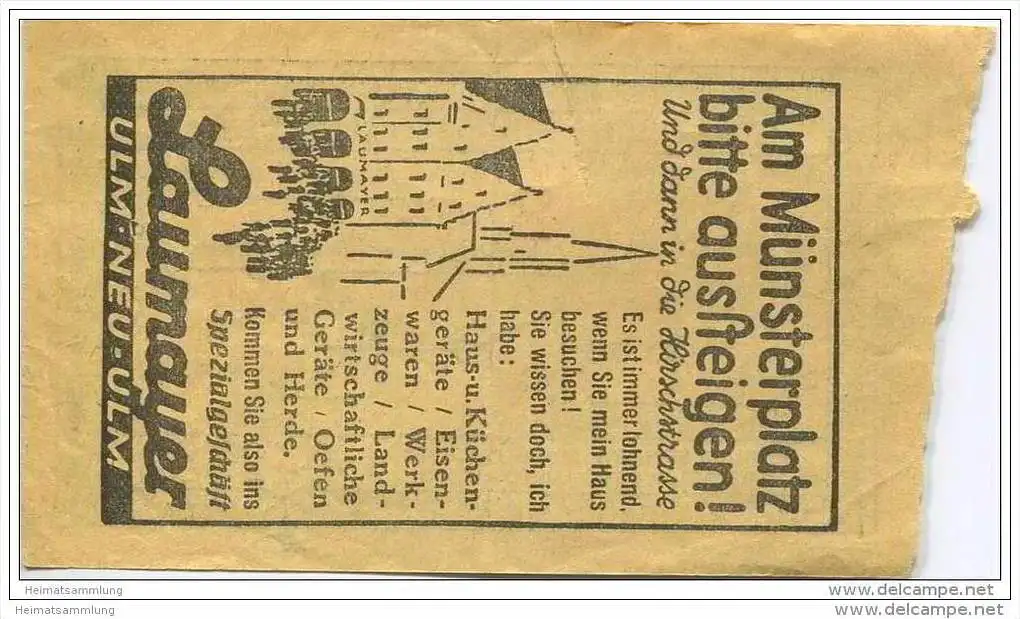 Am Münsterplatz
bitte ausſteigen!
Und dann in die Hirschstrasse
LAUMAYER
Es ist immer lohnend,
wenn Sie mein Haus
besuchen!
Sie wissen doch, ich
habe:
Haus-u. Küchen-
geräte / Eisen-
waren / Werk-
zeuge / Land-
wirtschaftliche
Geräte / Oefen
und Herde.
Kommen Sie also ins
Spezialgeſchäft
Laumayer
ULM-NEU-ULM
Heimatsammlung
www.delcampe.net
Heimatsammlung
www.delcampe.net